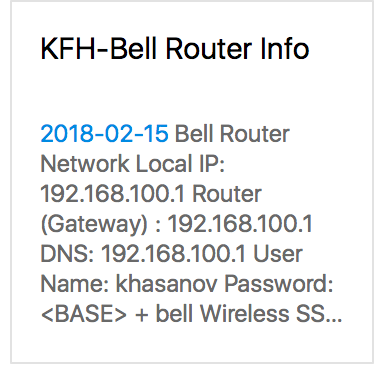 KFH-Bell Router Info
2018-02-15 Bell Router
Network Local IP:
192.168.100.1 Router
(Gateway) : 192.168.100.1
DNS: 192.168.100.1 User
Name: khasanov Password:
<BASE> + bell Wireless SS...